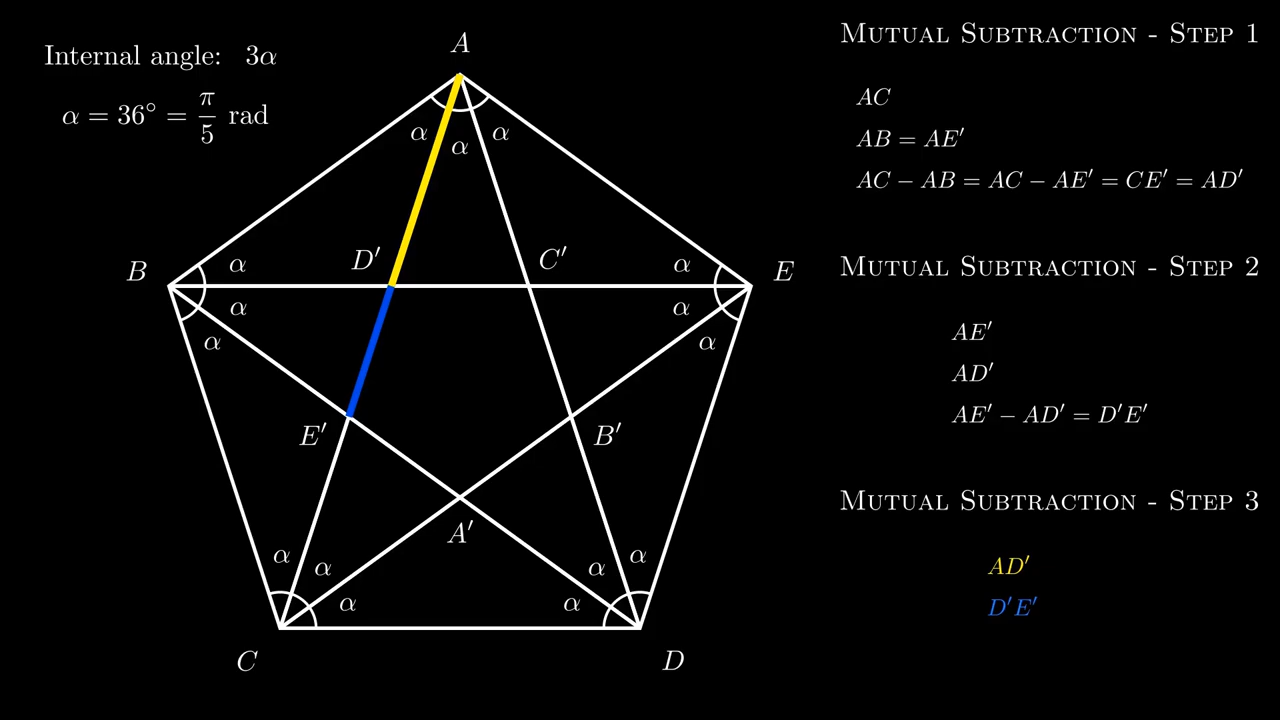 Internal angle: 3α
α = 36° = π/5 rad
A
α
α
α
B
α
α
α
D′
C′
α
α
α
E
E′
B′
A′
α
α
α
α
α
α
C
D
MUTUAL SUBTRACTION - STEP 1
AC
AB = AE′
AC − AB = AC − AE′ = CE′ = AD′
MUTUAL SUBTRACTION - STEP 2
AE′
AD′
AE′ − AD′ = D′E′
MUTUAL SUBTRACTION - STEP 3
AD′
D′E′